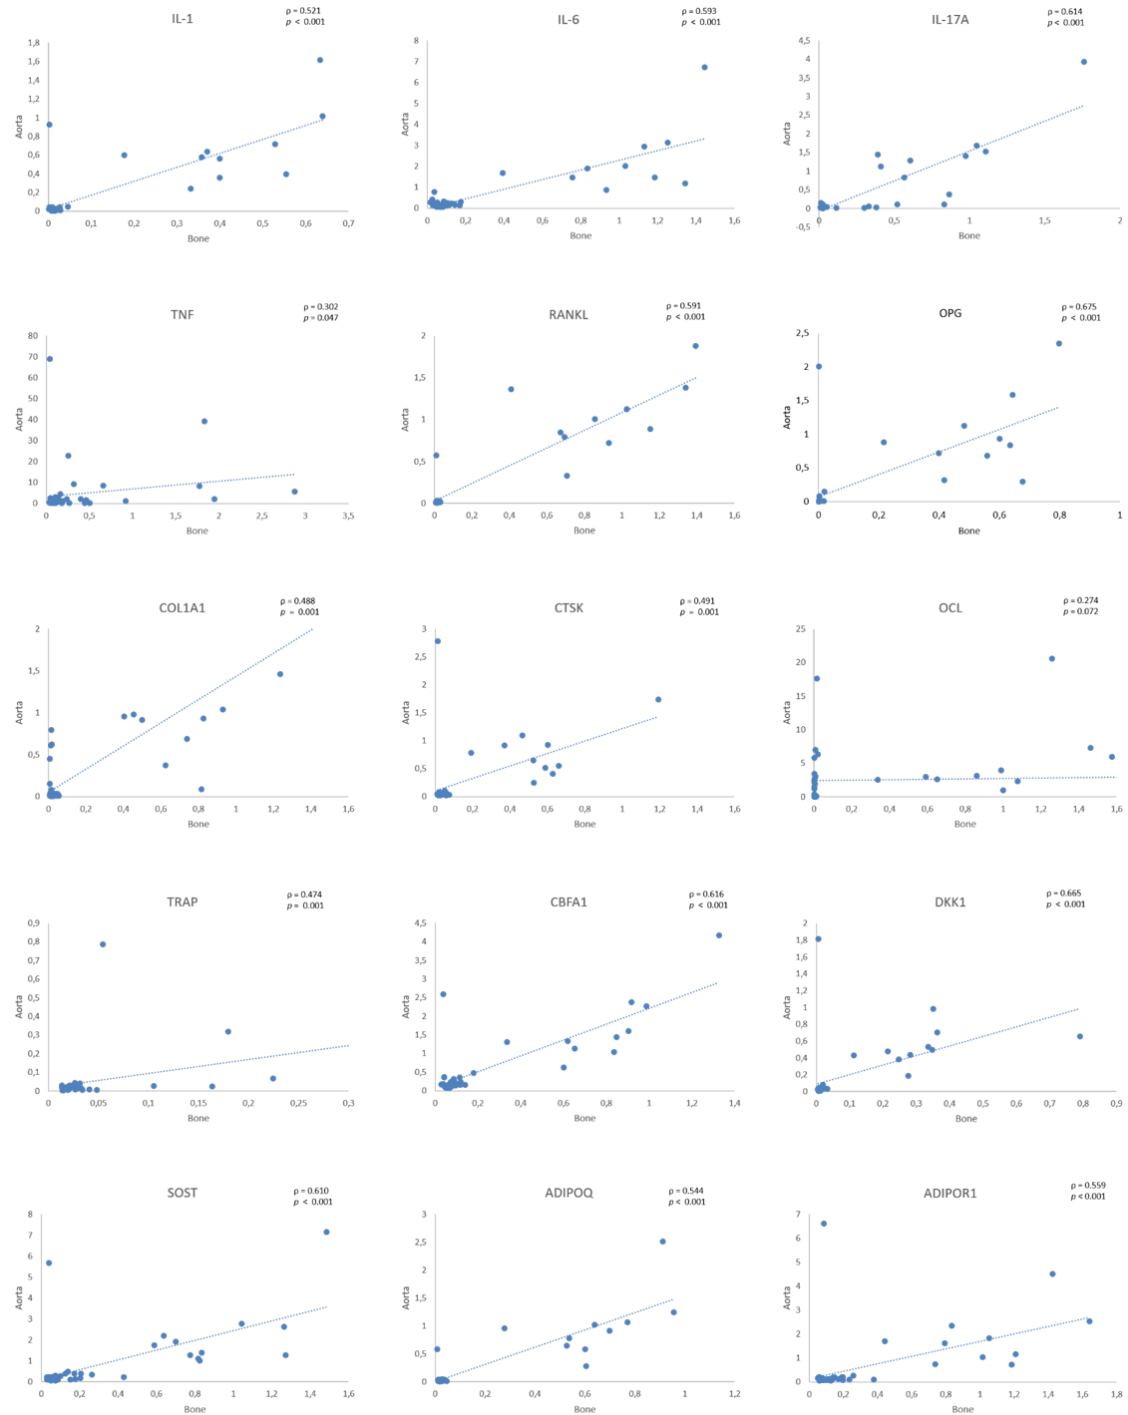 IL-1
ρ = 0.521
p < 0.001
1,8
1,6
1,4
1,2
1
0,8
0,6
0,4
0,2
0
Aorta
0 0,1 0,2 0,3 0,4 0,5 0,6 0,7
Bone
IL-6
ρ = 0.593
p < 0.001
8
7
6
5
4
3
2
1
0
Aorta
0 0,2 0,4 0,6 0,8 1 1,2 1,4 1,6
Bone
IL-17A
ρ = 0.614
p < 0.001
4,5
4
3,5
3
2,5
2
1,5
1
0,5
0
-0,5
Aorta
0 0,5 1 1,5 2
Bone
TNF
ρ = 0.302
p = 0.047
80
70
60
50
40
30
20
10
0
Aorta
0 0,5 1 1,5 2 2,5 3 3,5
Bone
RANKL
ρ = 0.591
p < 0.001
2
1,5
1
0,5
0
Aorta
0 0,2 0,4 0,6 0,8 1 1,2 1,4 1,6
Bone
OPG
ρ = 0.675
p < 0.001
2,5
2
1,5
1
0,5
0
Aorta
0 0,2 0,4 0,6 0,8 1
Bone
COL1A1
ρ = 0.488
p = 0.001
2
1,5
1
0,5
0
Aorta
0 0,2 0,4 0,6 0,8 1 1,2 1,4 1,6
Bone
CTSK
ρ = 0.491
p = 0.001
3
2,5
2
1,5
1
0,5
0
Aorta
0 0,2 0,4 0,6 0,8 1 1,2 1,4 1,6
Bone
OCL
ρ = 0.274
p = 0.072
25
20
15
10
5
0
Aorta
0 0,2 0,4 0,6 0,8 1 1,2 1,4 1,6
Bone
TRAP
ρ = 0.474
p = 0.001
0,9
0,8
0,7
0,6
0,5
0,4
0,3
0,2
0,1
0
Aorta
0 0,05 0,1 0,15 0,2 0,25 0,3
Bone
CBFA1
ρ = 0.616
p < 0.001
4,5
4
3,5
3
2,5
2
1,5
1
0,5
0
Aorta
0 0,2 0,4 0,6 0,8 1 1,2 1,4
Bone
DKK1
ρ = 0.665
p < 0.001
2
1,8
1,6
1,4
1,2
1
0,8
0,6
0,4
0,2
0
Aorta
0 0,1 0,2 0,3 0,4 0,5 0,6 0,7 0,8 0,9
Bone
SOST
ρ = 0.610
p < 0.001
8
7
6
5
4
3
2
1
0
Aorta
0 0,2 0,4 0,6 0,8 1 1,2 1,4 1,6
Bone
ADIPOQ
ρ = 0.544
p < 0.001
3
2,5
2
1,5
1
0,5
0
Aorta
0 0,2 0,4 0,6 0,8 1 1,2
Bone
ADIPOR1
ρ = 0.559
p < 0.001
7
6
5
4
3
2
1
0
Aorta
0 0,2 0,4 0,6 0,8 1 1,2 1,4 1,6 1,8
Bone